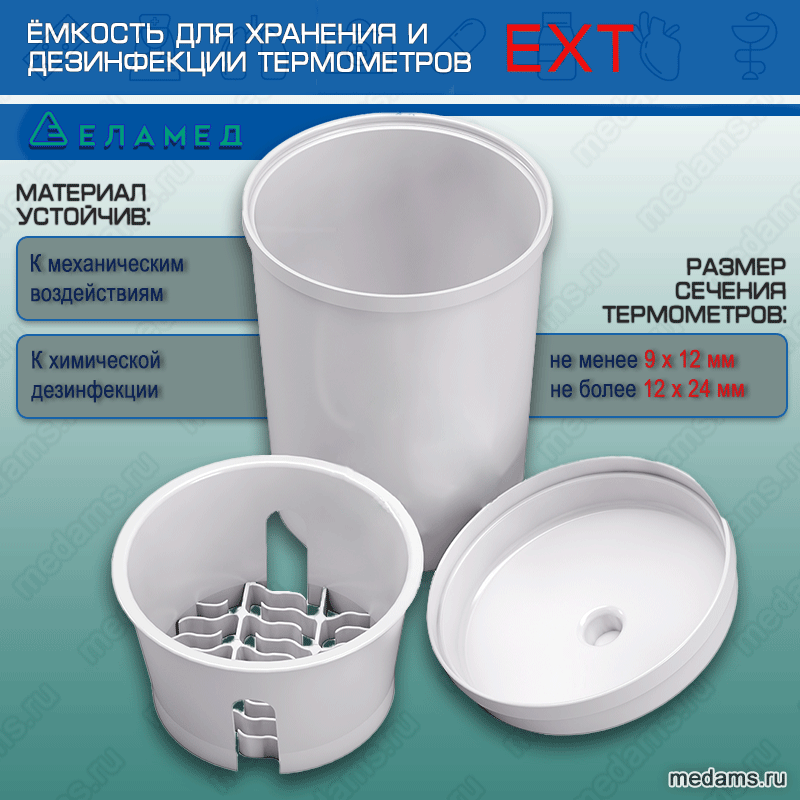 ЁМКОСТЬ ДЛЯ ХРАНЕНИЯ И
ДЕЗИНФЕКЦИИ ТЕРМОМЕТРОВ
EXT
ЕЛАМЕД
МАТЕРИАЛ
УСТОЙЧИВ:
К механическим
воздействиям
К химической
дезинфекции
РАЗМЕР
СЕЧЕНИЯ
ТЕРМОМЕТРОВ:
не менее 9 х 12 мм
не более 12 х 24 мм
medams.ru